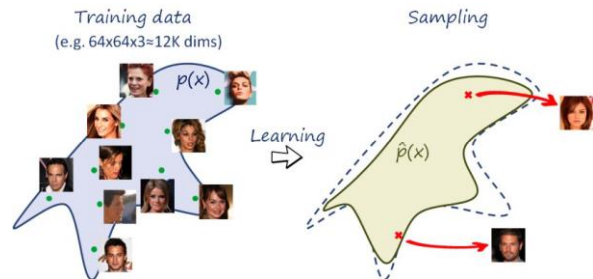 Training data
(e.g. 64x64x3≈12K dims)
p(x)
Learning
Sampling
p̂(x)